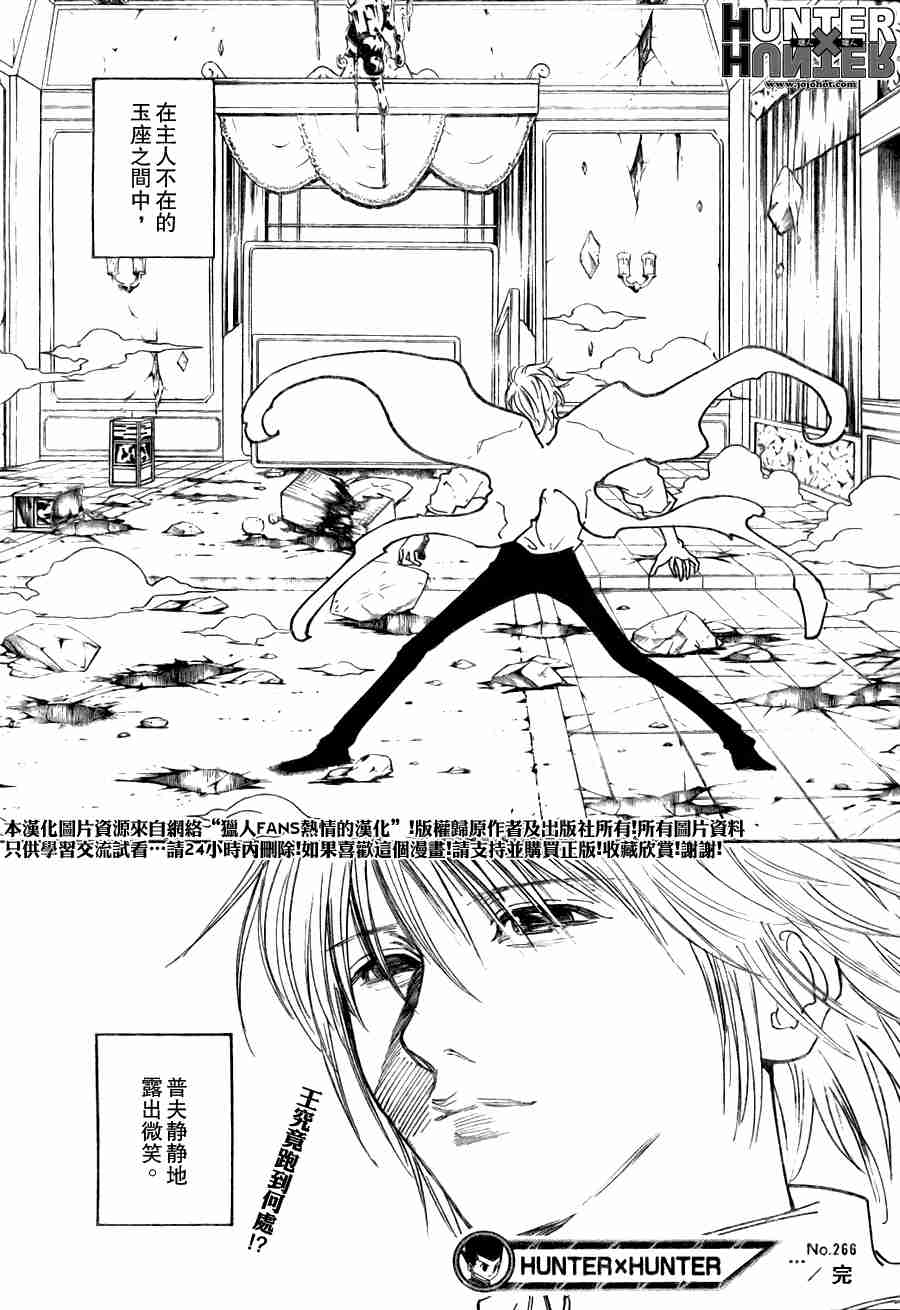 HUNTER
×
HUNTER
www.jojohot.com
在主人不在的
玉座之間中，
本漢化圖片資源來自網絡“獵人FANS熱情的漢化”!版權歸原作者及出版社所有!所有圖片資料
只供學習交流試看…請24小時內刪除!如果喜歡這個漫畫!請支持並購買正版!收藏欣賞!謝謝!
普夫静静地
露出微笑。
王究竟跑到何處!?
HUNTER×HUNTER
No.266
…/完